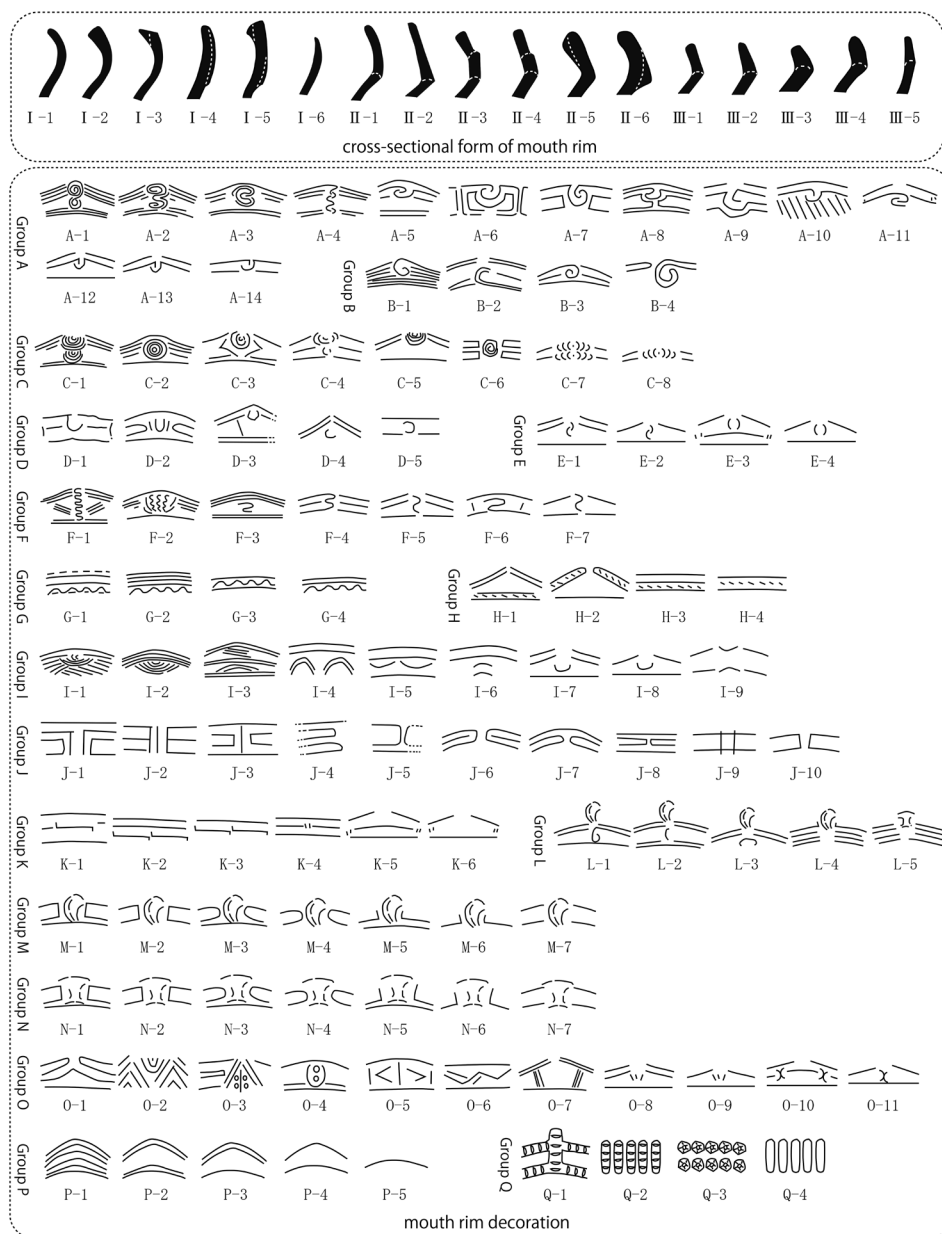 Ⅰ-1 Ⅰ-2 Ⅰ-3 Ⅰ-4 Ⅰ-5 Ⅰ-6 Ⅱ-1 Ⅱ-2 Ⅱ-3 Ⅱ-4 Ⅱ-5 Ⅱ-6 Ⅲ-1 Ⅲ-2 Ⅲ-3 Ⅲ-4 Ⅲ-5
cross-sectional form of mouth rim
Group A
A-1 A-2 A-3 A-4 A-5 A-6 A-7 A-8 A-9 A-10 A-11
A-12 A-13 A-14
Group B
B-1 B-2 B-3 B-4
Group C
C-1 C-2 C-3 C-4 C-5 C-6 C-7 C-8
Group D
D-1 D-2 D-3 D-4 D-5
Group E
E-1 E-2 E-3 E-4
Group F
F-1 F-2 F-3 F-4 F-5 F-6 F-7
Group G
G-1 G-2 G-3 G-4
Group H
H-1 H-2 H-3 H-4
Group I
I-1 I-2 I-3 I-4 I-5 I-6 I-7 I-8 I-9
Group J
J-1 J-2 J-3 J-4 J-5 J-6 J-7 J-8 J-9 J-10
Group K
K-1 K-2 K-3 K-4 K-5 K-6
Group L
L-1 L-2 L-3 L-4 L-5
Group M
M-1 M-2 M-3 M-4 M-5 M-6 M-7
Group N
N-1 N-2 N-3 N-4 N-5 N-6 N-7
Group O
O-1 O-2 O-3 O-4 O-5 O-6 O-7 O-8 O-9 O-10 O-11
Group P
P-1 P-2 P-3 P-4 P-5
Group Q
Q-1 Q-2 Q-3 Q-4
mouth rim decoration